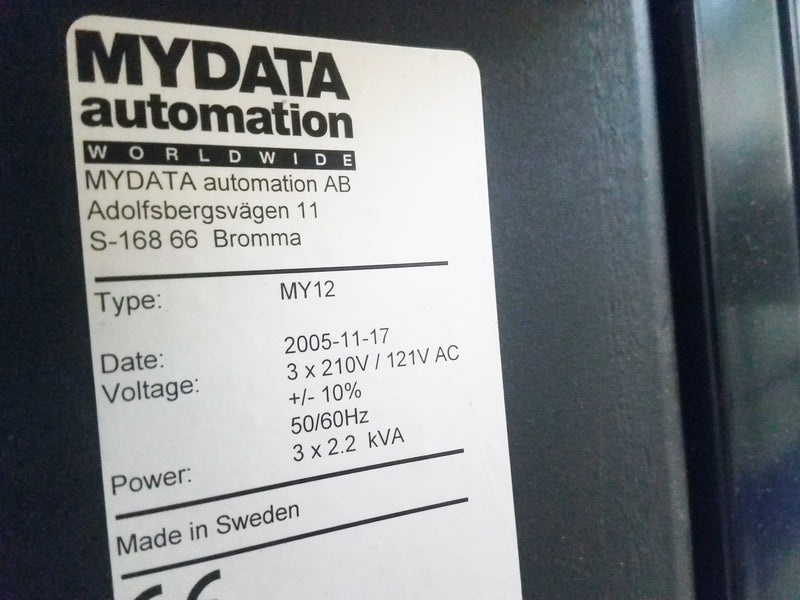 MYDATA
automation
WORLDWIDE
MYDATA automation AB
Adolfsbergsvägen 11
S-168 66 Bromma
Type: MY12
Date: 2005-11-17
Voltage: 3 x 210V / 121V AC
+/- 10%
50/60Hz
Power: 3 x 2.2 kVA
Made in Sweden
CE